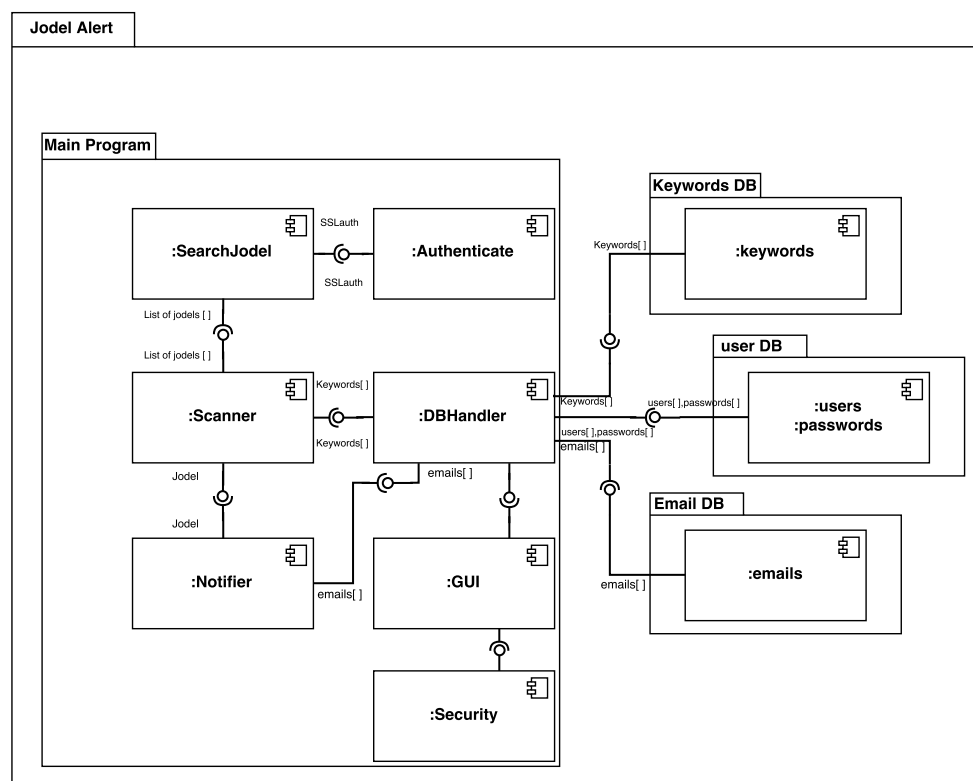 Jodel Alert
Main Program
Keywords DB
SSLauth
:SearchJodel
:Authenticate
Keywords[ ]
:keywords
SSLauth
List of jodels [ ]
user DB
List of jodels [ ]
Keywords[ ]
Keywords[ ]
users[ ],passwords[ ]
:users
:passwords
:Scanner
:DBHandler
users[ ],passwords[ ]
Keywords[ ]
emails[ ]
Jodel
emails[ ]
Email DB
Jodel
:Notifier
:GUI
:emails
emails[ ]
emails[ ]
:Security